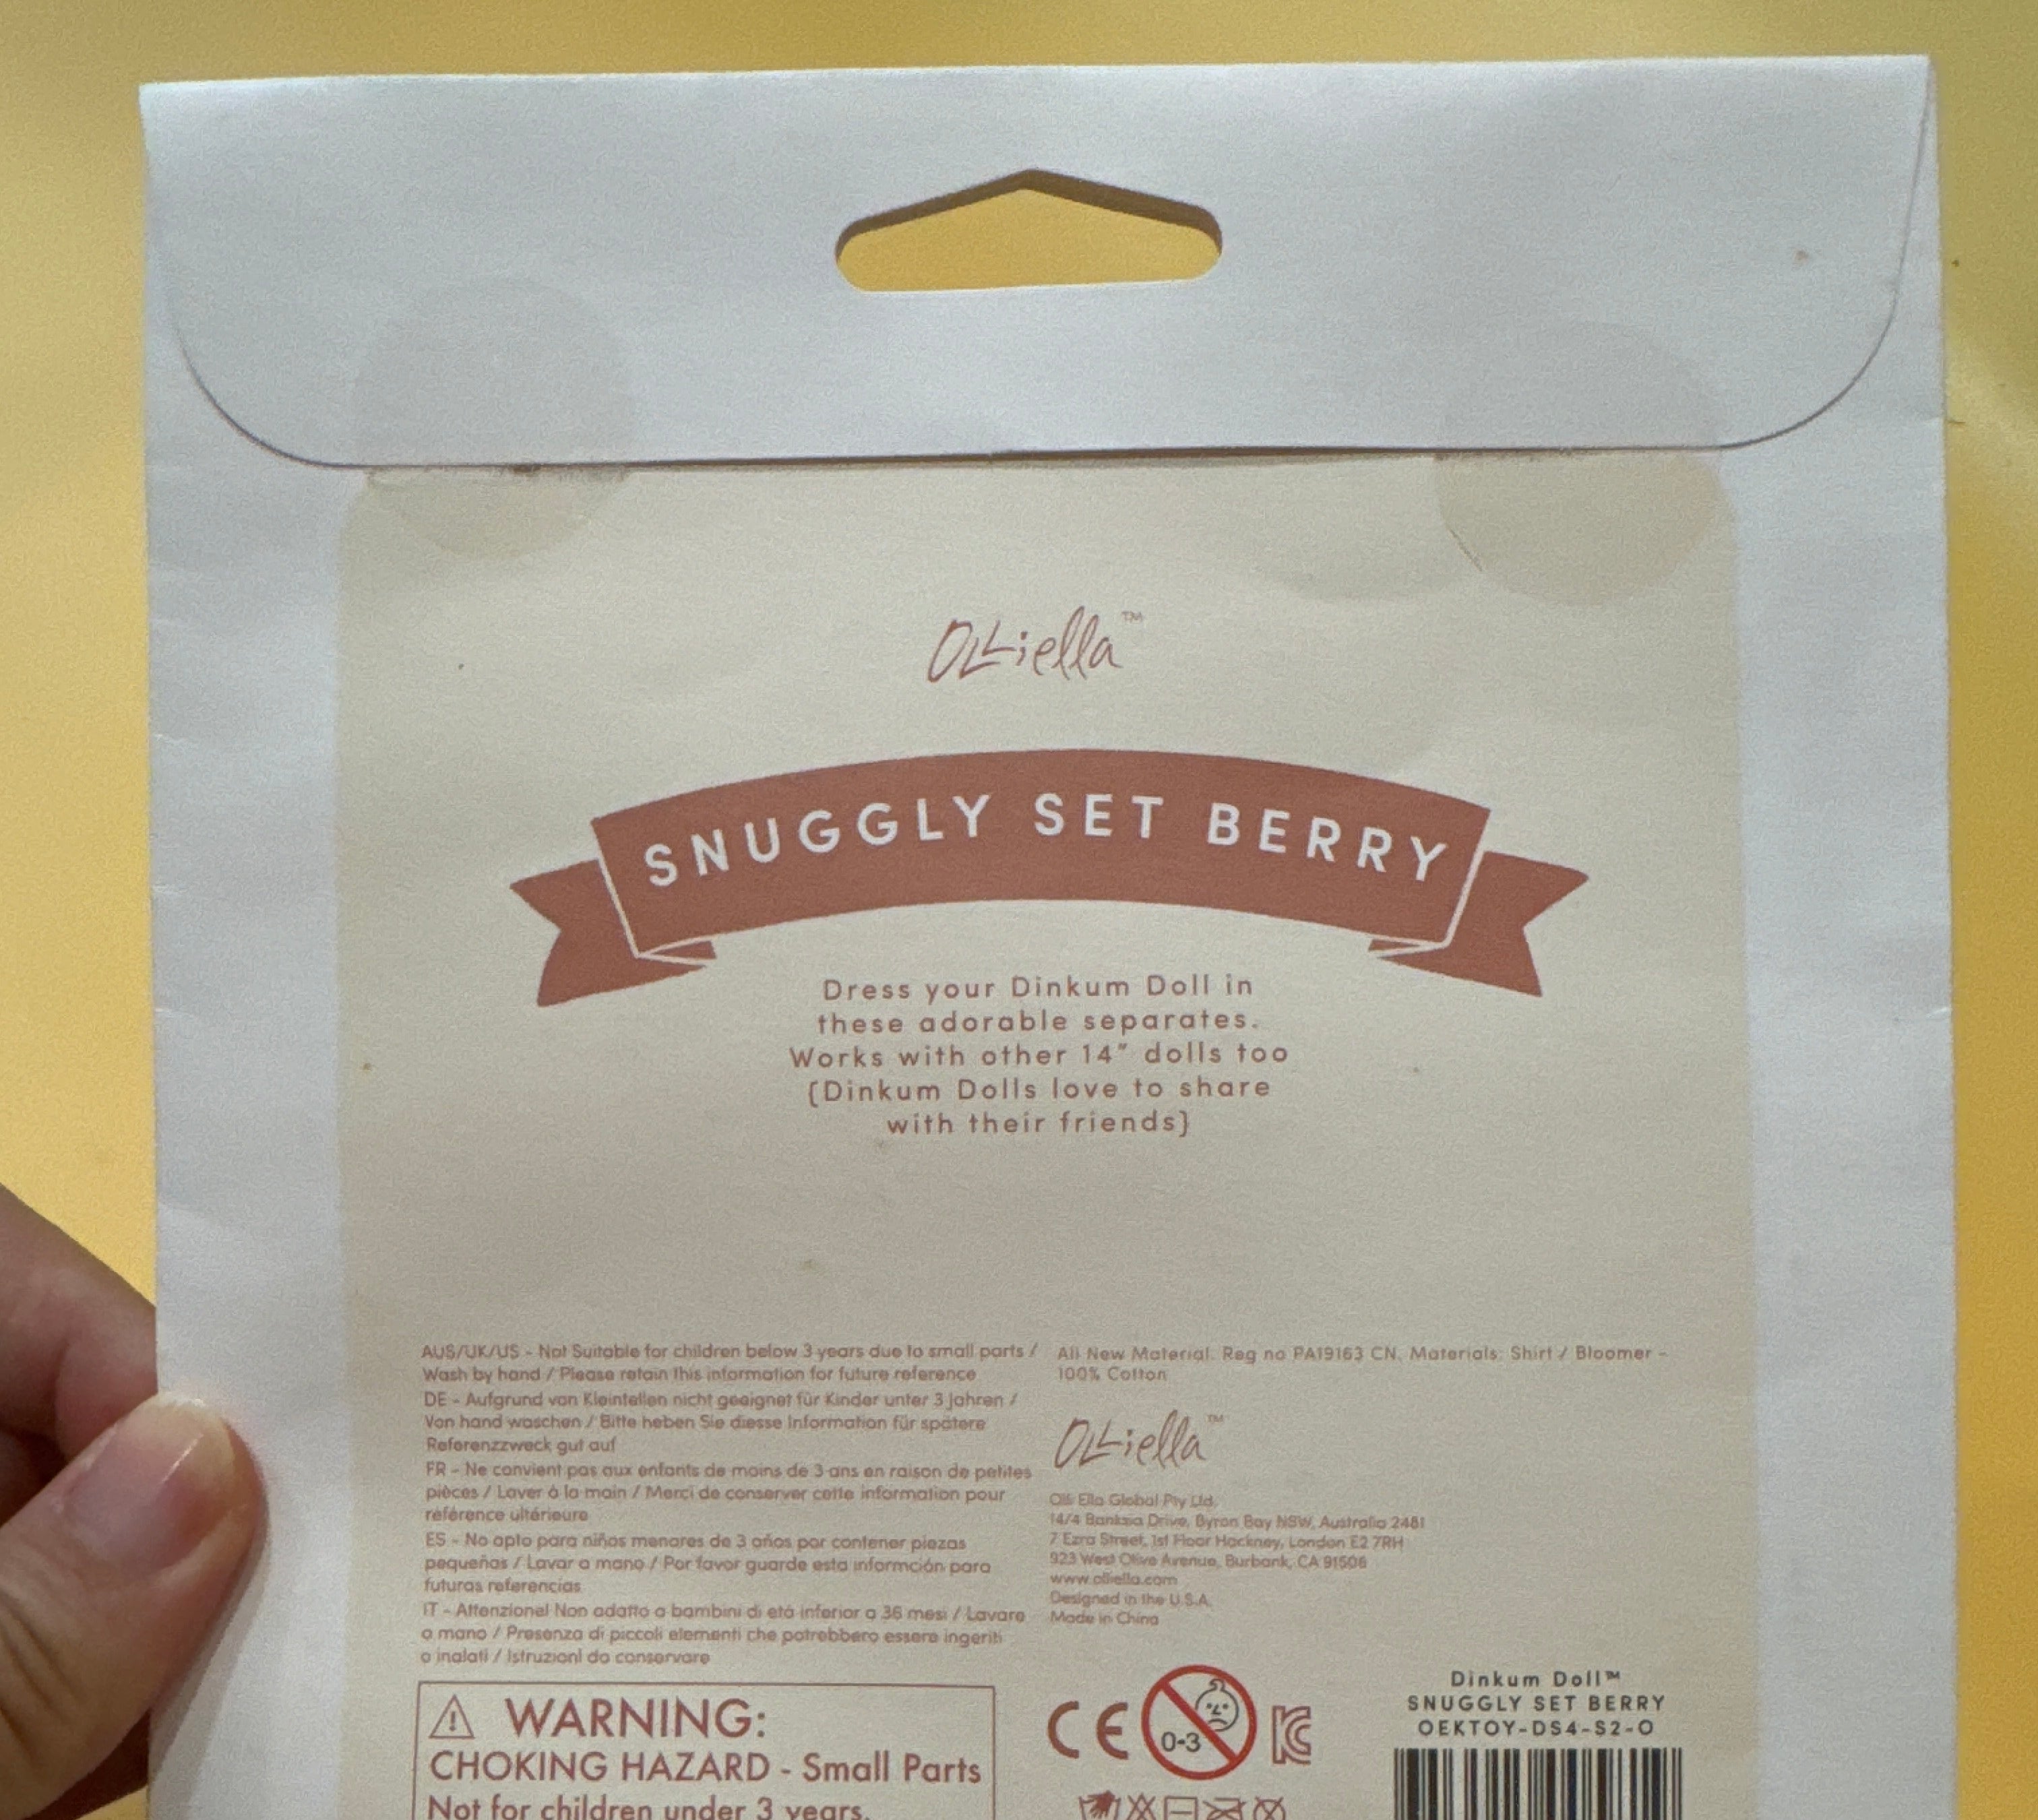 Olliella™
SNUGGLY SET BERRY
Dress your Dinkum Doll in
these adorable separates.
Works with other 14” dolls too
{Dinkum Dolls love to share
with their friends}
AUS/UK/US - Not Suitable for children below 3 years due to small parts /
Wash by hand / Please retain this information for future reference
DE - Aufgrund von Kleinteilen nicht geeignet für Kinder unter 3 Jahren /
Von hand waschen / Bitte heben Sie diesse Information für spätere
Referenzzweck gut auf
FR - Ne convient pas aux enfants de moins de 3 ans en raison de petites
pièces / Laver à la main / Merci de conserver cette information pour
référence ultérieure
ES - No apto para niños menores de 3 años por contener piezas
pequeños / Lavar a mano / Por favor guarde esta informción para
futuras referencias
IT - Attenzione! Non adatto a bambini di età inferior a 36 mesi / Lavare
a mano / Presenza di piccoli elementi che potrebbero essere ingeriti
o inalati / Istruzioni da conservare
WARNING:
CHOKING HAZARD - Small Parts
Not for children under 3 years.
All New Material: Reg no PA19163 CN. Materials: Shirt / Bloomer -
100% Cotton
Olliella™
Olli Ella Global Pty Ltd.
14/4 Banksia Drive, Byron Bay NSW, Australia 2481
7 Ezra Street, 1st Floor Hackney, London E2 7RH
923 West Olive Avenue, Burbank, CA 91506
www.olliella.com
Designed in the U.S.A.
Made in China
CE
0-3
KC
Dinkum Doll™
SNUGGLY SET BERRY
OEKTOY-DS4-S2-O